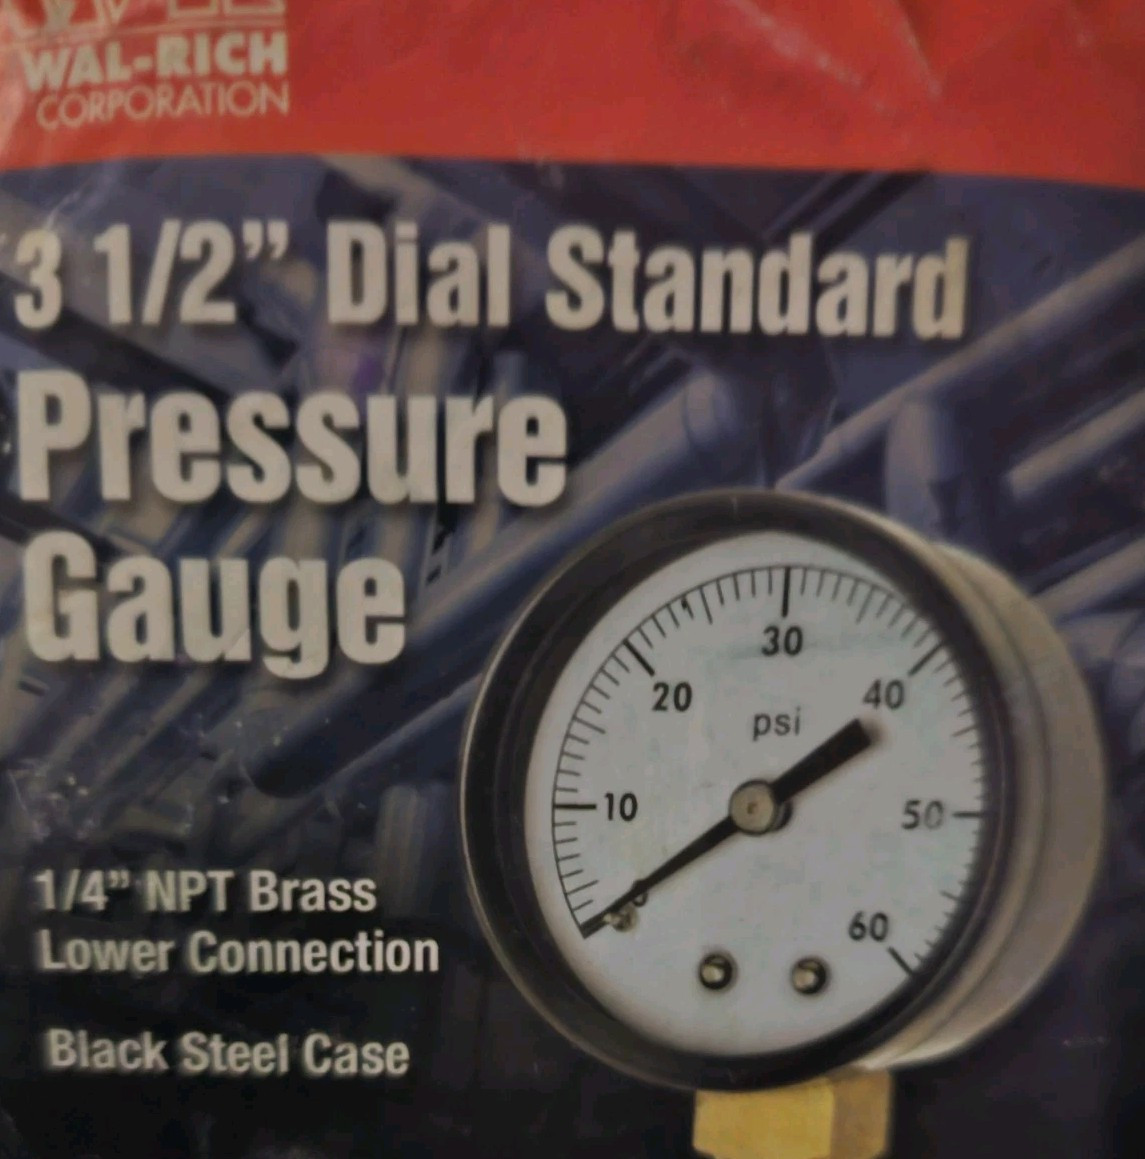 WAL-RICH
CORPORATION
3 1/2” Dial Standard
Pressure
Gauge
30
20
40
psi
10
50
0
60
1/4” NPT Brass
Lower Connection
Black Steel Case